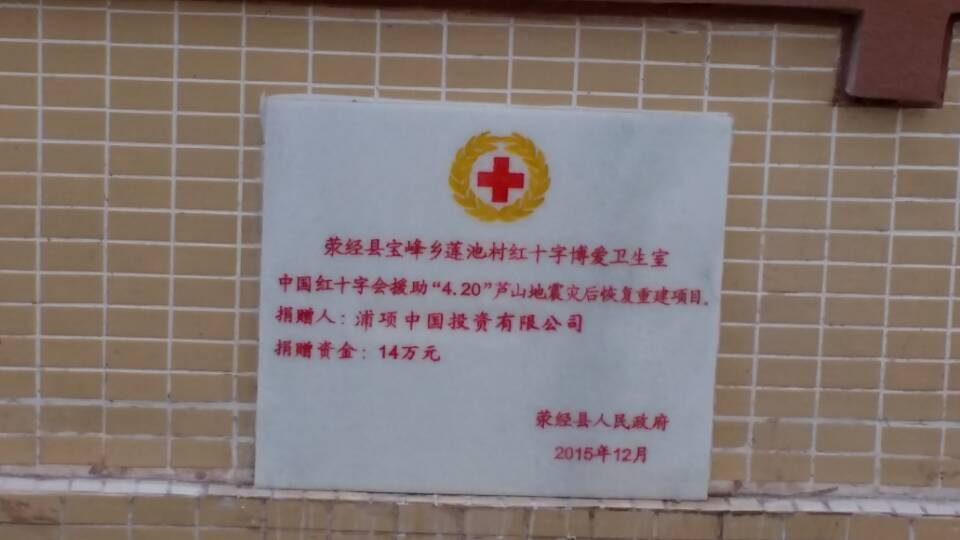 荥经县宝峰乡莲池村红十字博爱卫生室
中国红十字会援助“4.20”芦山地震灾后恢复重建项目。
捐赠人：浦项中国投资有限公司
捐赠资金：14万元
荥经县人民政府
2015年12月